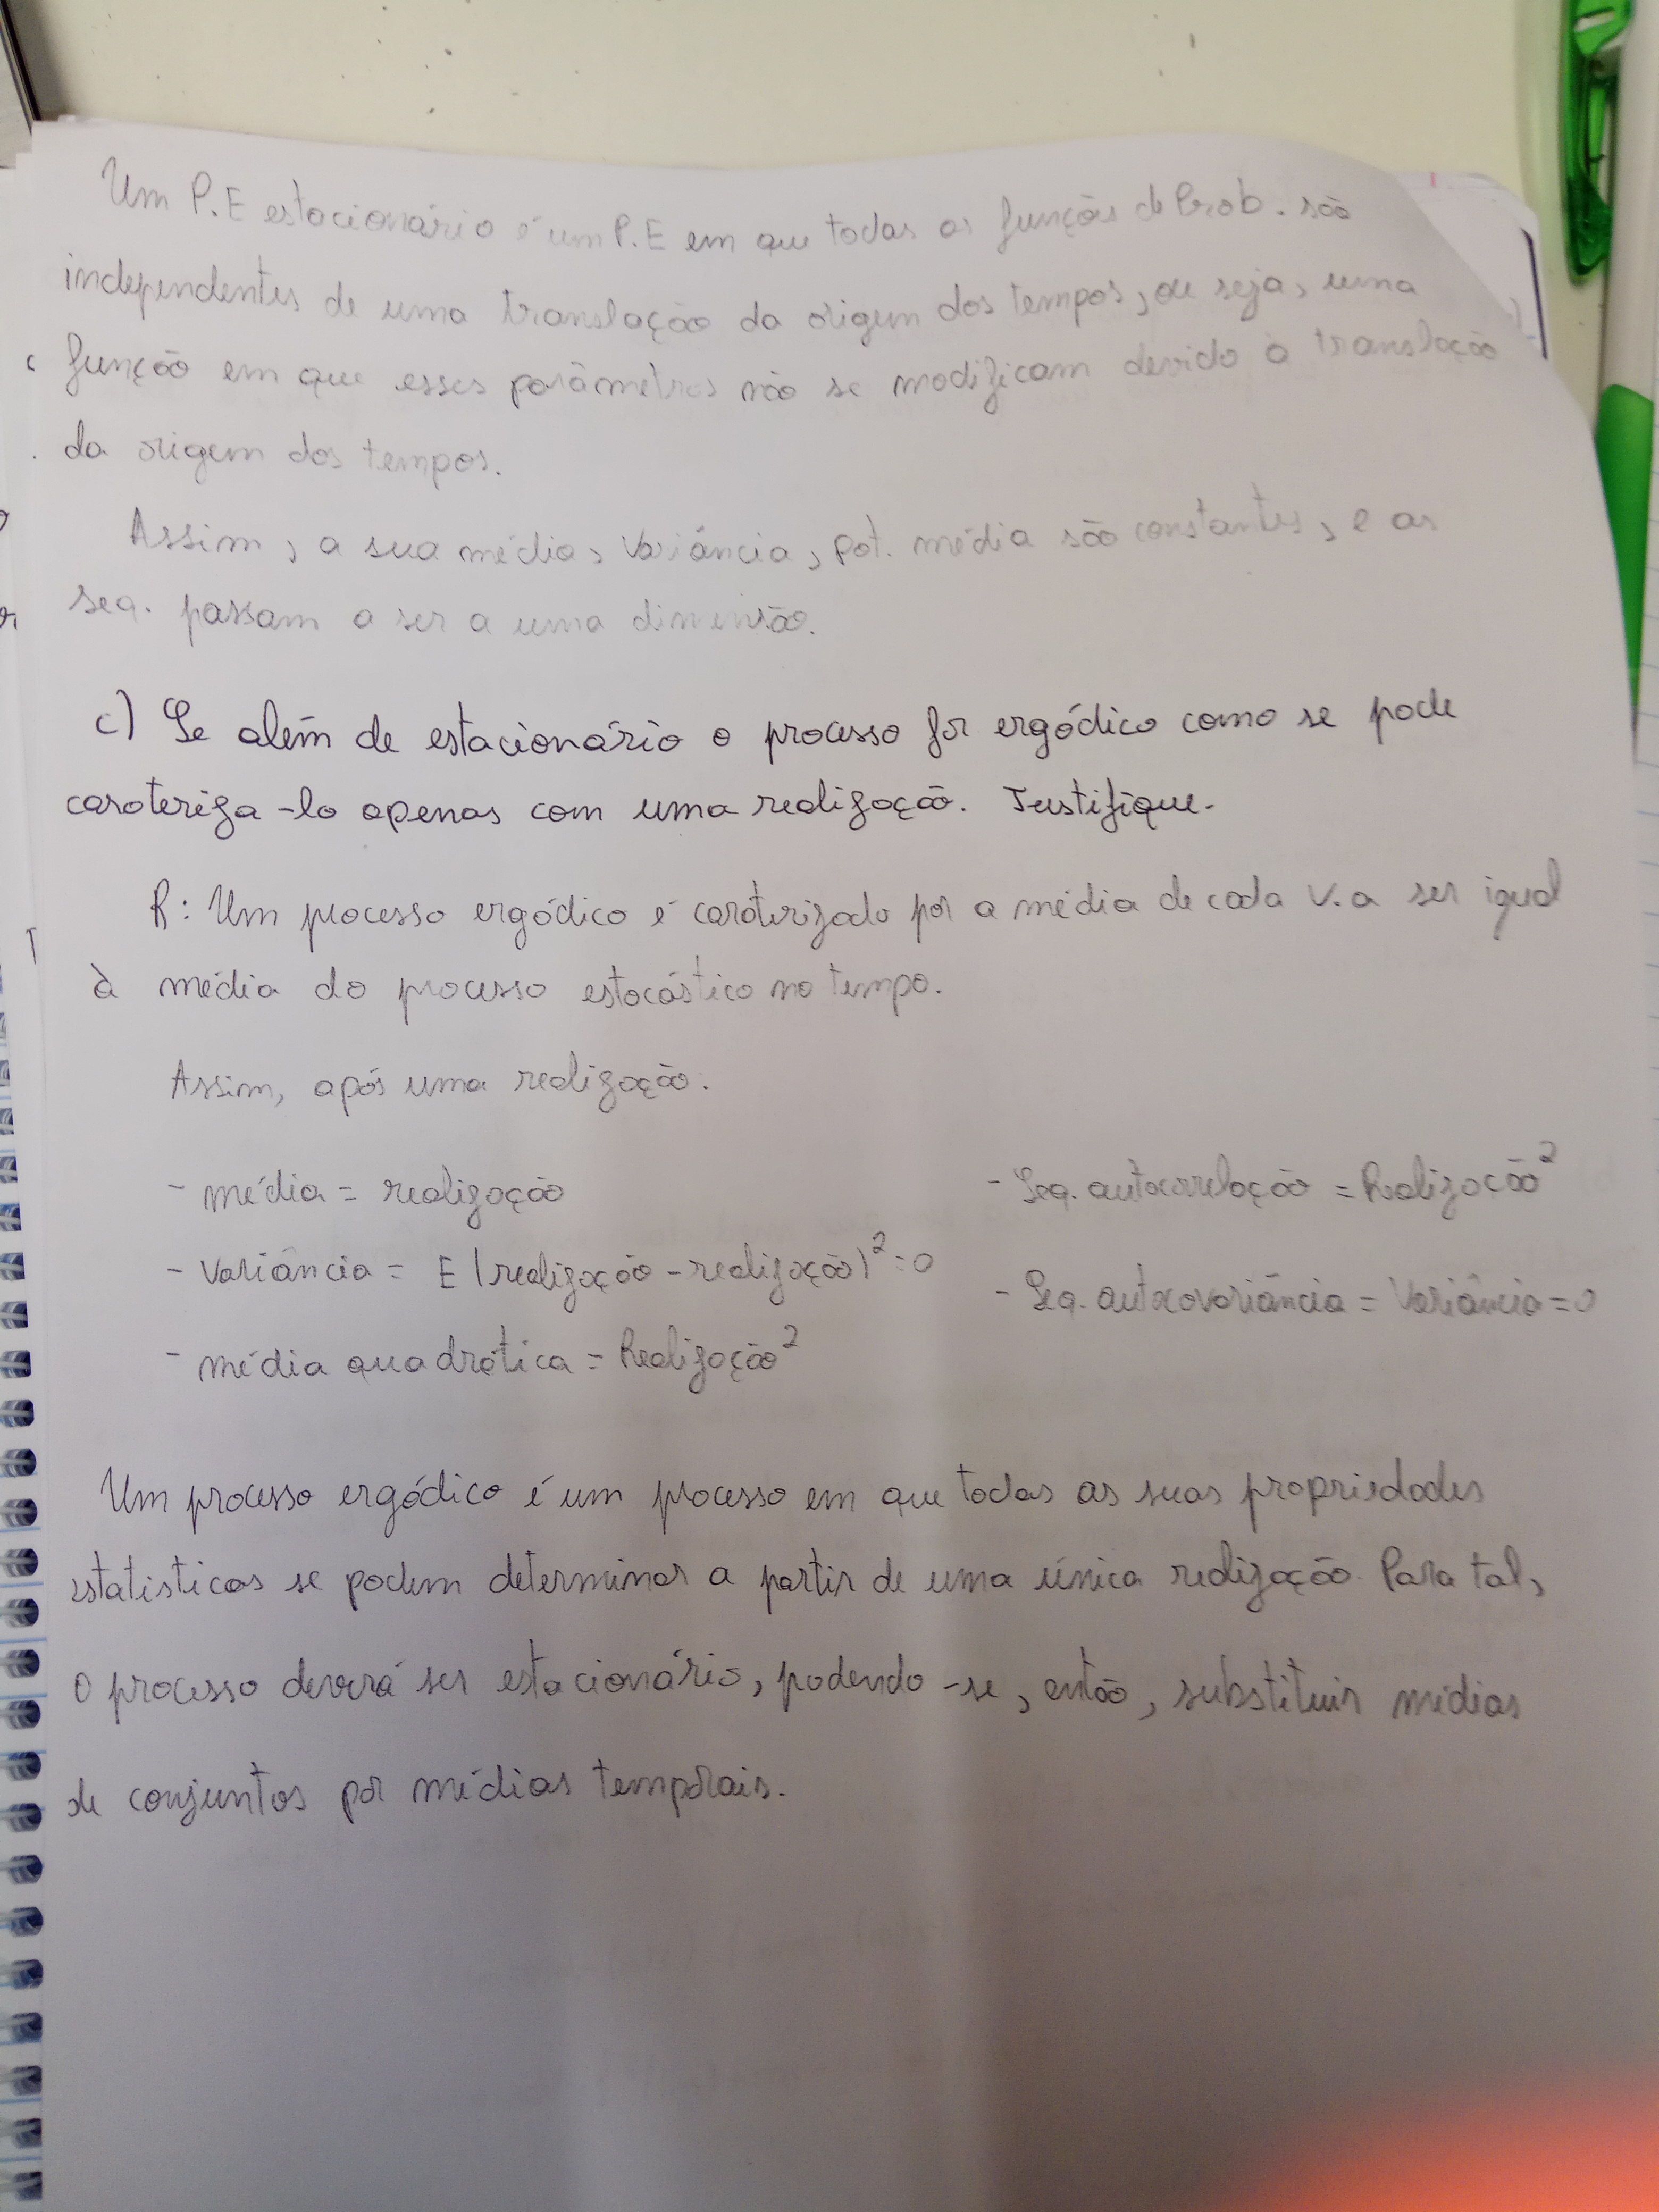 Um P.E estacionário é um P.E em que todas as funções de Prob. são
independentes de uma translação da origem dos tempos, ou seja, uma
função em que esses parâmetros não se modificam devido à translação
da origem dos tempos.
Assim, a sua média, Variância, pot. média são constantes, e as
seq. passam a ser a uma dimensão.
c) Se além de estacionário o processo for ergódico como se pode
carateriza-lo apenas com uma realização. Justifique.
R: Um processo ergódico é caraterizado por a média de cada v.a ser igual
à média do processo estocástico no tempo.
Assim, após uma realização:
- média = realização
- Seq. autocorrelação = Realização²
- Variância = E (realização - realização)² = 0
- Seq. autocovariância = Variância = 0
- média quadrática = Realização²
Um processo ergódico é um processo em que todas as suas propriedades
estatisticas se podem determinar a partir de uma única realização. Para tal,
o processo deverá ser estacionário, podendo-se, então, substituir médias
de conjuntos por médias temporais.